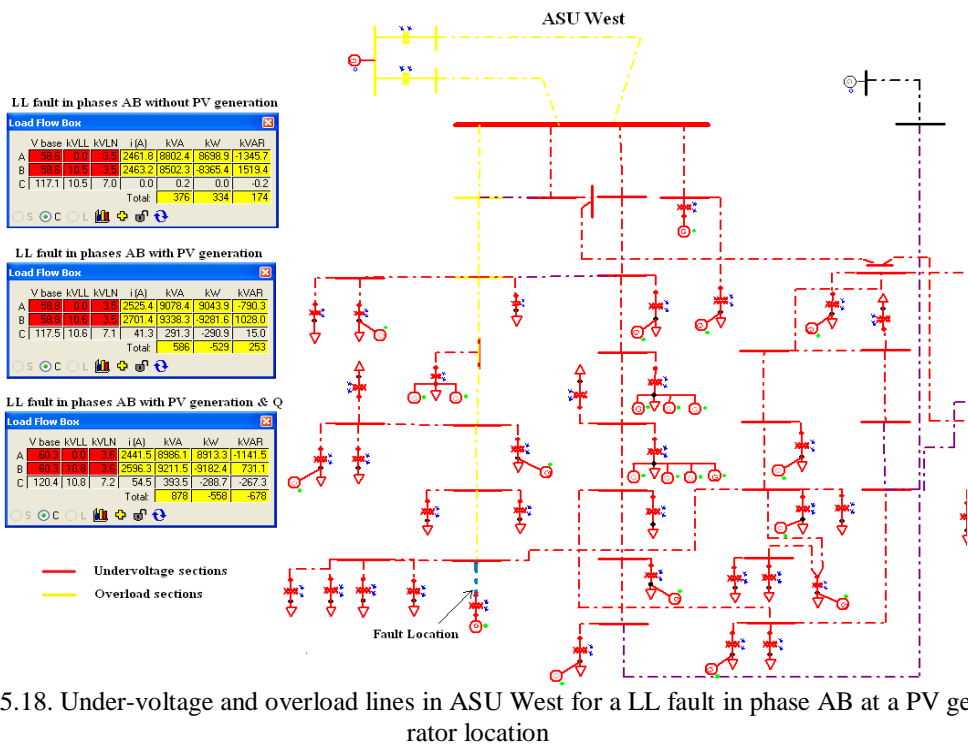 ASU West
LL fault in phases AB without PV generation
Load Flow Box
V base kVLL kVLN i (A) kVA kW kVAR
A 58.6 0.0 3.5 2461.8 8802.4 8698.9 -1345.7
B 58.6 10.5 3.5 2463.2 8502.3 -8365.4 1519.4
C 117.1 10.5 7.0 0.0 0.2 0.0 -0.2
Total: 376 334 174
S C L
LL fault in phases AB with PV generation
Load Flow Box
V base kVLL kVLN i (A) kVA kW kVAR
A 58.8 0.0 3.5 2525.4 9078.4 9043.9 -790.3
B 58.8 10.6 3.5 2701.4 9338.3 -9281.6 1028.0
C 117.5 10.6 7.1 41.3 291.3 -290.9 15.0
Total: 586 -529 253
S C L
LL fault in phases AB with PV generation & Q
Load Flow Box
V base kVLL kVLN i (A) kVA kW kVAR
A 60.3 0.0 3.6 2441.5 8986.1 8913.3 -1141.5
B 60.3 10.8 3.6 2596.3 9211.5 -9182.4 731.1
C 120.4 10.8 7.2 54.5 393.5 -288.7 -267.3
Total: 878 -558 -678
S C L
Undervoltage sections
Overload sections
Fault Location
5.18. Under-voltage and overload lines in ASU West for a LL fault in phase AB at a PV ge
rator location